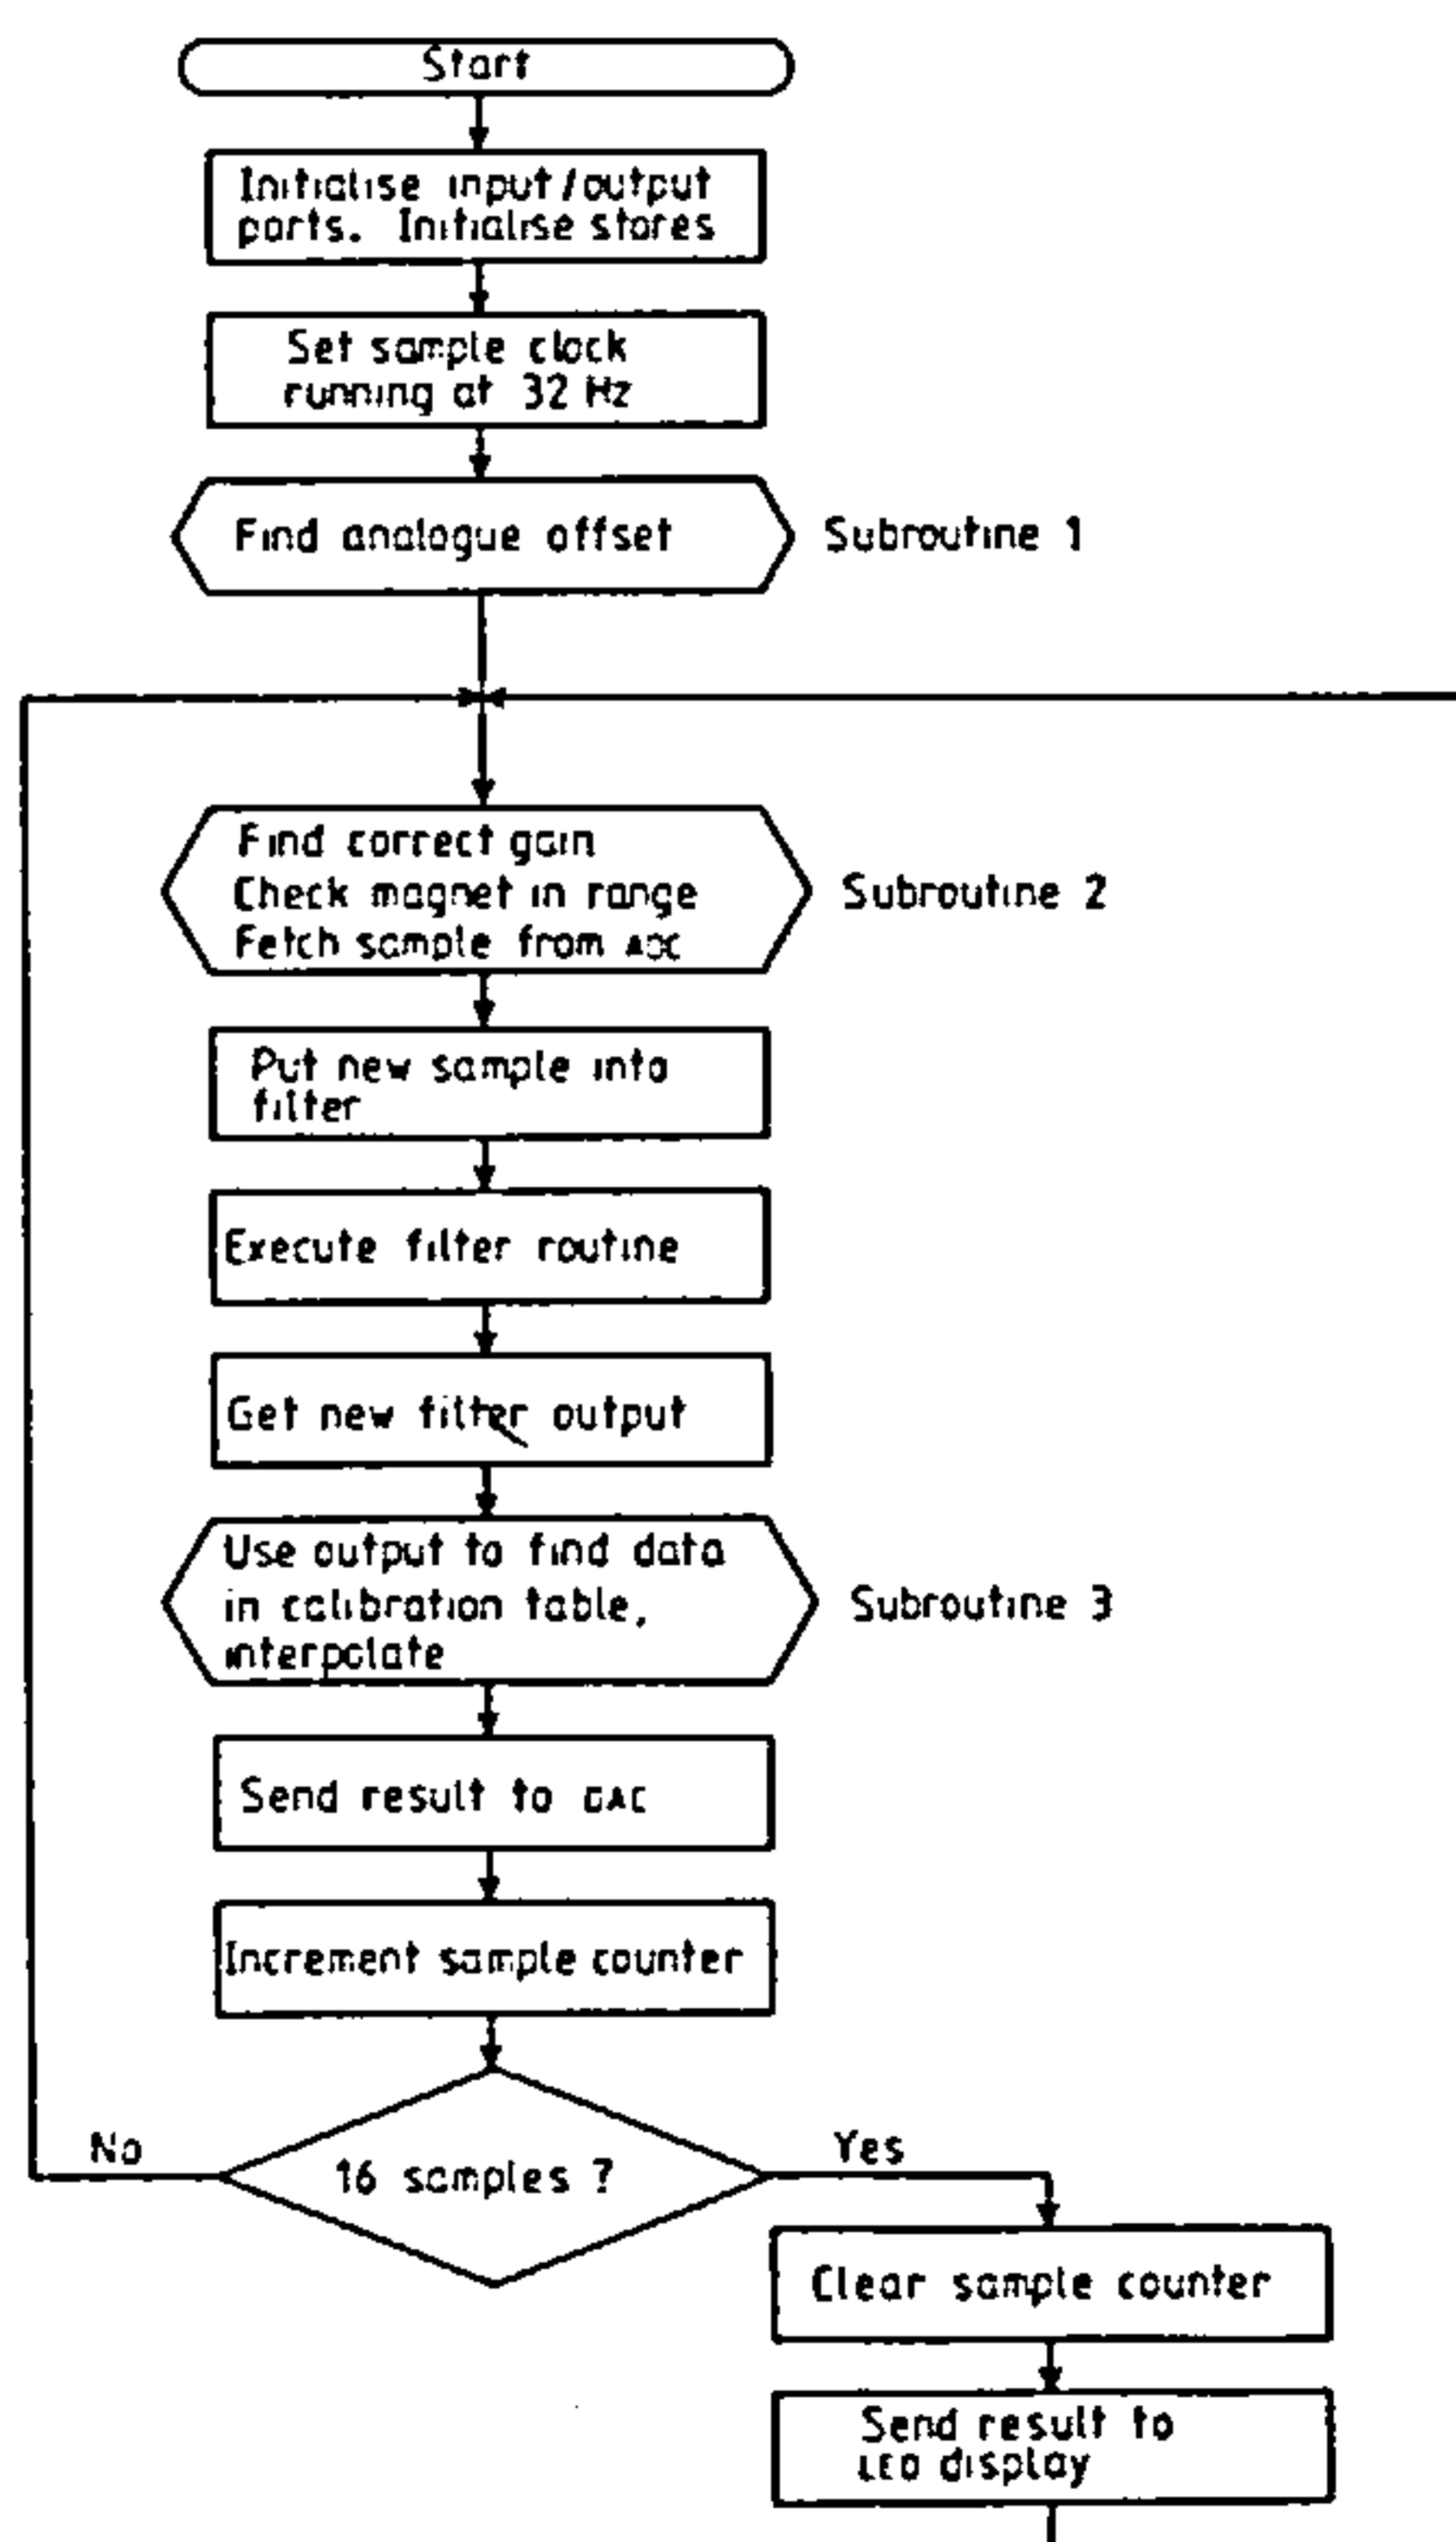 Start
Initialise input/output
ports. Initialise stores
Set sample clock
running at 32 Hz
Find analogue offset
Subroutine 1
Find correct gain
Check magnet in range
Fetch sample from ADC
Subroutine 2
Put new sample into
filter
Execute filter routine
Get new filter output
Use output to find data
in calibration table,
interpolate
Subroutine 3
Send result to DAC
Increment sample counter
No
16 samples ?
Yes
Clear sample counter
Send result to
LED display